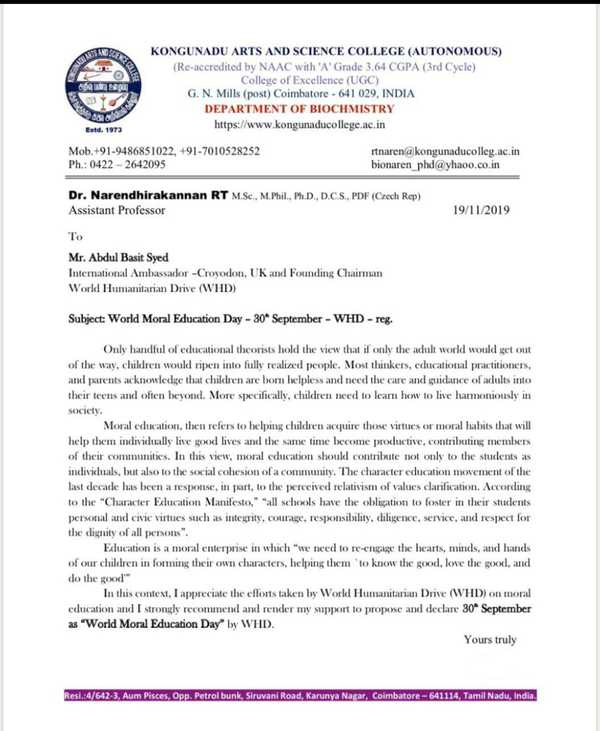 KONGUNADU ARTS AND SCIENCE COLLEGE (AUTONOMOUS)
(Re-accredited by NAAC with 'A' Grade 3.64 CGPA (3rd Cycle)
College of Excellence (UGC)
G. N. Mills (post) Coimbatore - 641 029, INDIA
DEPARTMENT OF BIOCHMISTRY
https://www.kongunaducollege.ac.in
KONGUNADU ARTS AND SCIENCE COLLEGE
Estd. 1973
Mob.+91-9486851022, +91-7010528252
rtnaren@kongunaducolleg.ac.in
Ph.: 0422 – 2642095
bionaren_phd@yhaoo.co.in
Dr. Narendhirakannan RT M.Sc., M.Phil., Ph.D., D.C.S., PDF (Czech Rep)
Assistant Professor
19/11/2019
To
Mr. Abdul Basit Syed
International Ambassador –Croyodon, UK and Founding Chairman
World Humanitarian Drive (WHD)
Subject: World Moral Education Day – 30th September – WHD – reg.
Only handful of educational theorists hold the view that if only the adult world would get out
of the way, children would ripen into fully realized people. Most thinkers, educational practitioners,
and parents acknowledge that children are born helpless and need the care and guidance of adults into
their teens and often beyond. More specifically, children need to learn how to live harmoniously in
society.
Moral education, then refers to helping children acquire those virtues or moral habits that will
help them individually live good lives and the same time become productive, contributing members
of their communities. In this view, moral education should contribute not only to the students as
individuals, but also to the social cohesion of a community. The character education movement of the
last decade has been a response, in part, to the perceived relativism of values clarification. According
to the “Character Education Manifesto,” “all schools have the obligation to foster in their students
personal and civic virtues such as integrity, courage, responsibility, diligence, service, and respect for
the dignity of all persons”.
Education is a moral enterprise in which “we need to re-engage the hearts, minds, and hands
of our children in forming their own characters, helping them `to know the good, love the good, and
do the good'”
In this context, I appreciate the efforts taken by World Humanitarian Drive (WHD) on moral
education and I strongly recommend and render my support to propose and declare 30th September
as “World Moral Education Day” by WHD.
Yours truly
Resi.:4/642-3, Aum Pisces, Opp. Petrol bunk, Siruvani Road, Karunya Nagar, Coimbatore – 641114, Tamil Nadu, India.